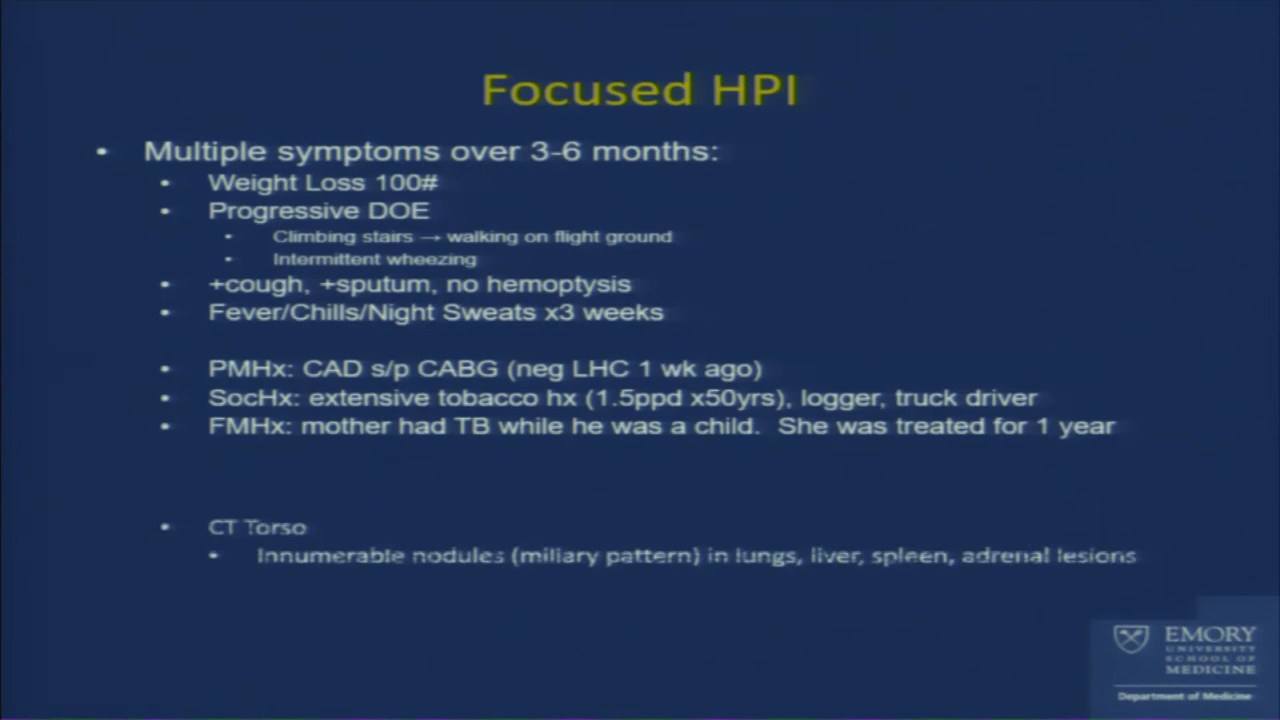 Focused HPI
• Multiple symptoms over 3-6 months:
• Weight Loss 100#
• Progressive DOE
• Climbing stairs → walking on flight ground
• Intermittent wheezing
• +cough, +sputum, no hemoptysis
• Fever/Chills/Night Sweats x3 weeks
• PMHx: CAD s/p CABG (neg LHC 1 wk ago)
• SocHx: extensive tobacco hx (1.5ppd x50yrs), logger, truck driver
• FMHx: mother had TB while he was a child. She was treated for 1 year
• CT Torso
• Innumerable nodules (miliary pattern) in lungs, liver, spleen, adrenal lesions
EMORY
UNIVERSITY
SCHOOL OF
MEDICINE
Department of Medicine